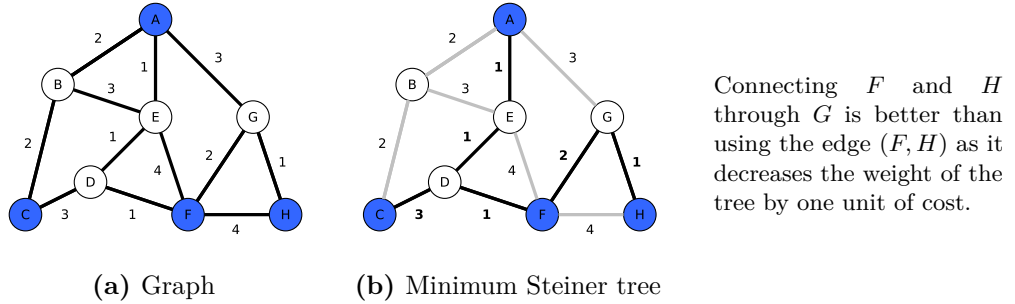 A
2
3
1
B
3
E
G
1
2
2
4
1
D
C
3
1
F
H
4
A
2
3
1
B
3
E
G
1
2
2
4
1
D
C
3
1
F
H
4
Connecting F and H
through G is better than
using the edge (F, H) as it
decreases the weight of the
tree by one unit of cost.
(a) Graph
(b) Minimum Steiner tree